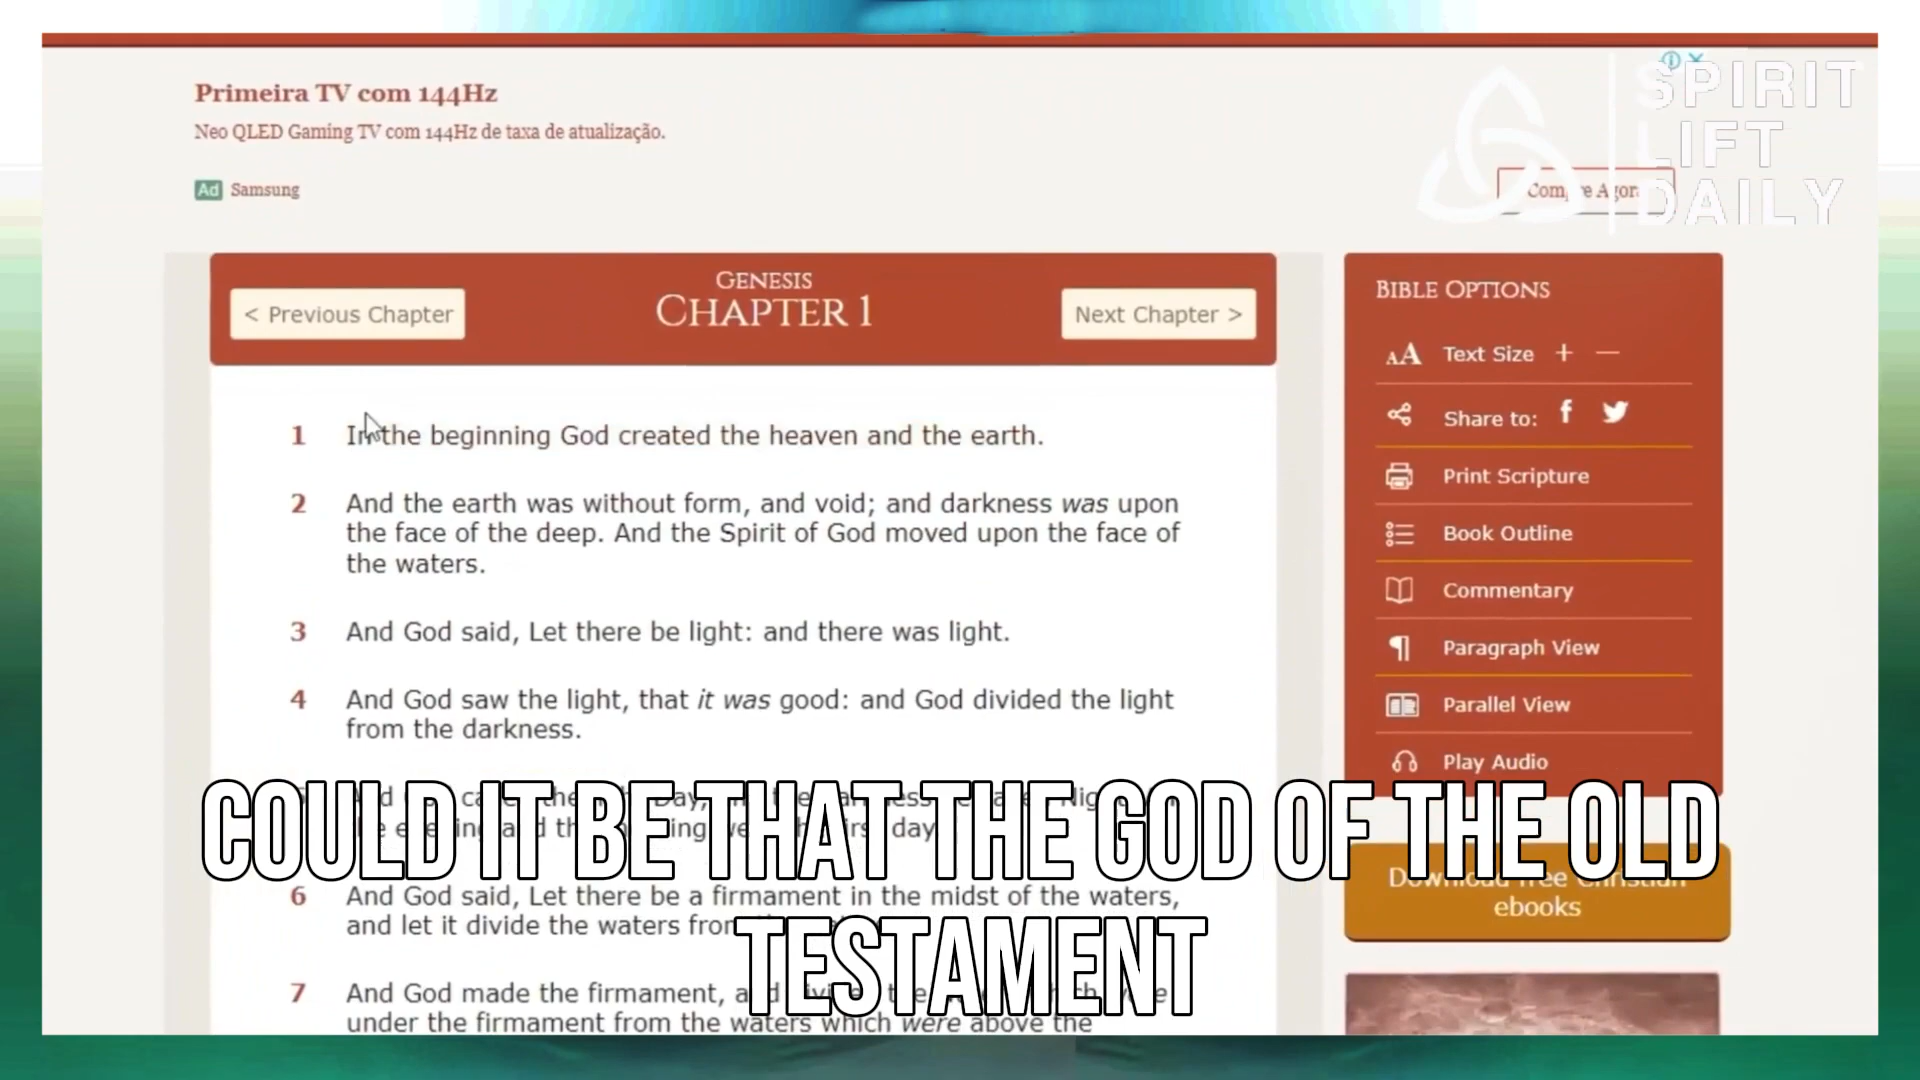 Primeira TV com 144Hz
Neo QLED Gaming TV com 144Hz de taxa de atualização.
Ad Samsung
SPIRIT
LIFT
DAILY
GENESIS
CHAPTER 1
< Previous Chapter
Next Chapter >
1 In the beginning God created the heaven and the earth.
2 And the earth was without form, and void; and darkness was upon
the face of the deep. And the Spirit of God moved upon the face of
the waters.
3 And God said, Let there be light: and there was light.
4 And God saw the light, that it was good: and God divided the light
from the darkness.
6 And God said, Let there be a firmament in the midst of the waters,
and let it divide the waters from
7 And God made the firmament,
under the firmament from the waters which were above the
BIBLE OPTIONS
AA Text Size + —
Share to:
Print Scripture
Book Outline
Commentary
Paragraph View
Parallel View
Play Audio
Download free Christian
ebooks
COULD IT BE THAT THE GOD OF THE OLD
TESTAMENT